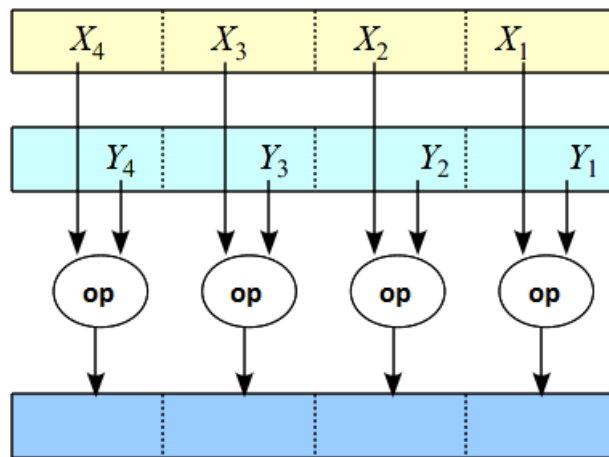 X₄ X₃ X₂ X₁
Y₄ Y₃ Y₂ Y₁
op op op op